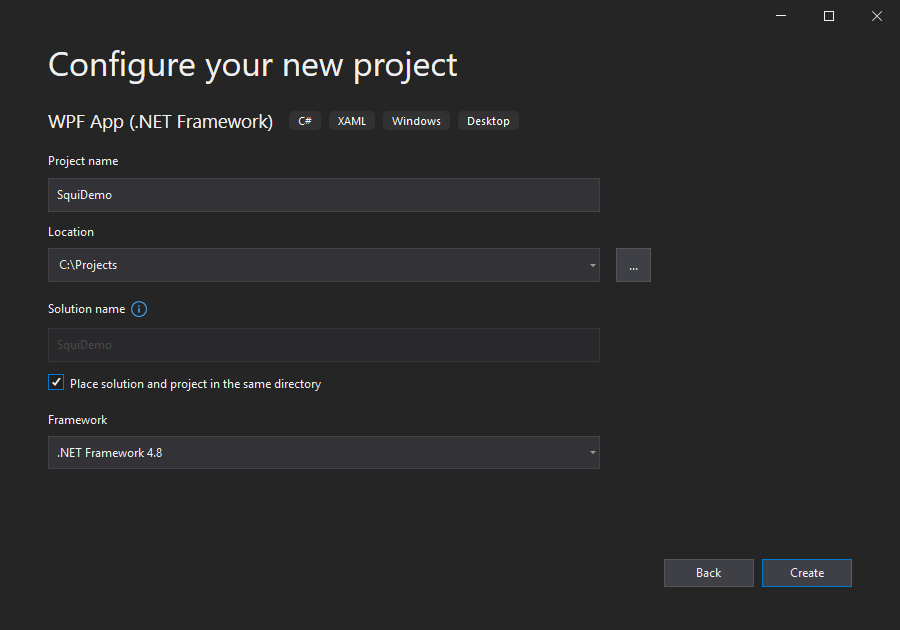 Configure your new project
WPF App (.NET Framework) C# XAML Windows Desktop
Project name
SquiDemo
Location
C:\Projects
...
Solution name
SquiDemo
Place solution and project in the same directory
Framework
.NET Framework 4.8
Back Create